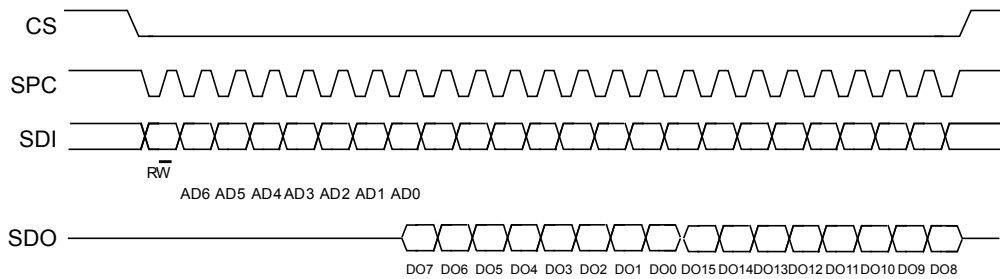 CS
SPC
SDI
RW
AD6 AD5 AD4 AD3 AD2 AD1 AD0
SDO
DO7 DO6 DO5 DO4 DO3 DO2 DO1 DO0 DO15 DO14 DO13 DO12 DO11 DO10 DO9 DO8